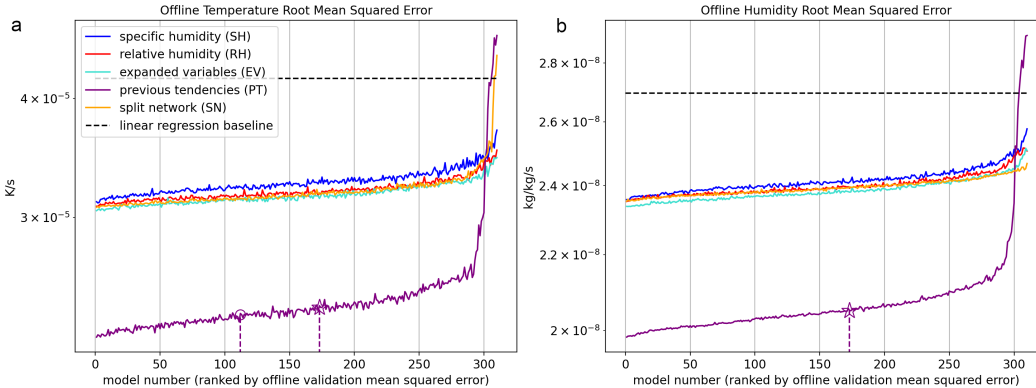 a
Offline Temperature Root Mean Squared Error
specific humidity (SH)
relative humidity (RH)
expanded variables (EV)
previous tendencies (PT)
split network (SN)
linear regression baseline
4 × 10⁻⁵
3 × 10⁻⁵
K/s
0 50 100 150 200 250 300
model number (ranked by offline validation mean squared error)
b
Offline Humidity Root Mean Squared Error
2.8 × 10⁻⁸
2.6 × 10⁻⁸
2.4 × 10⁻⁸
2.2 × 10⁻⁸
2 × 10⁻⁸
kg/kg/s
0 50 100 150 200 250 300
model number (ranked by offline validation mean squared error)